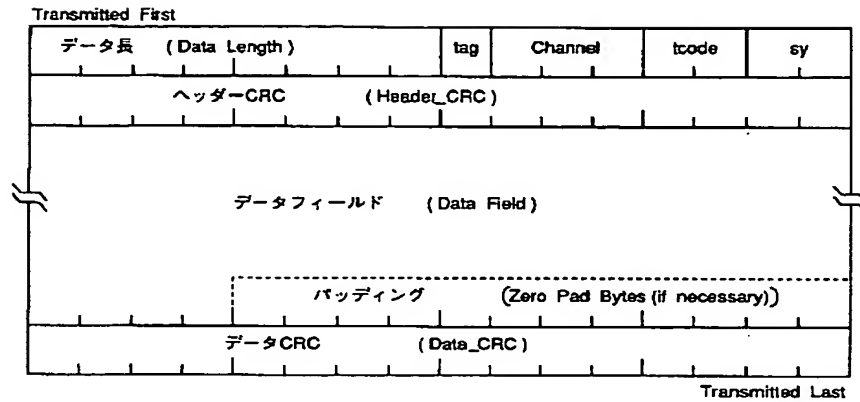 Transmitted First
データ長 (Data Length) tag Channel tcode sy
ヘッダーCRC (Header_CRC)
データフィールド (Data Field)
パッディング (Zero Pad Bytes (if necessary))
データCRC (Data_CRC)
Transmitted Last